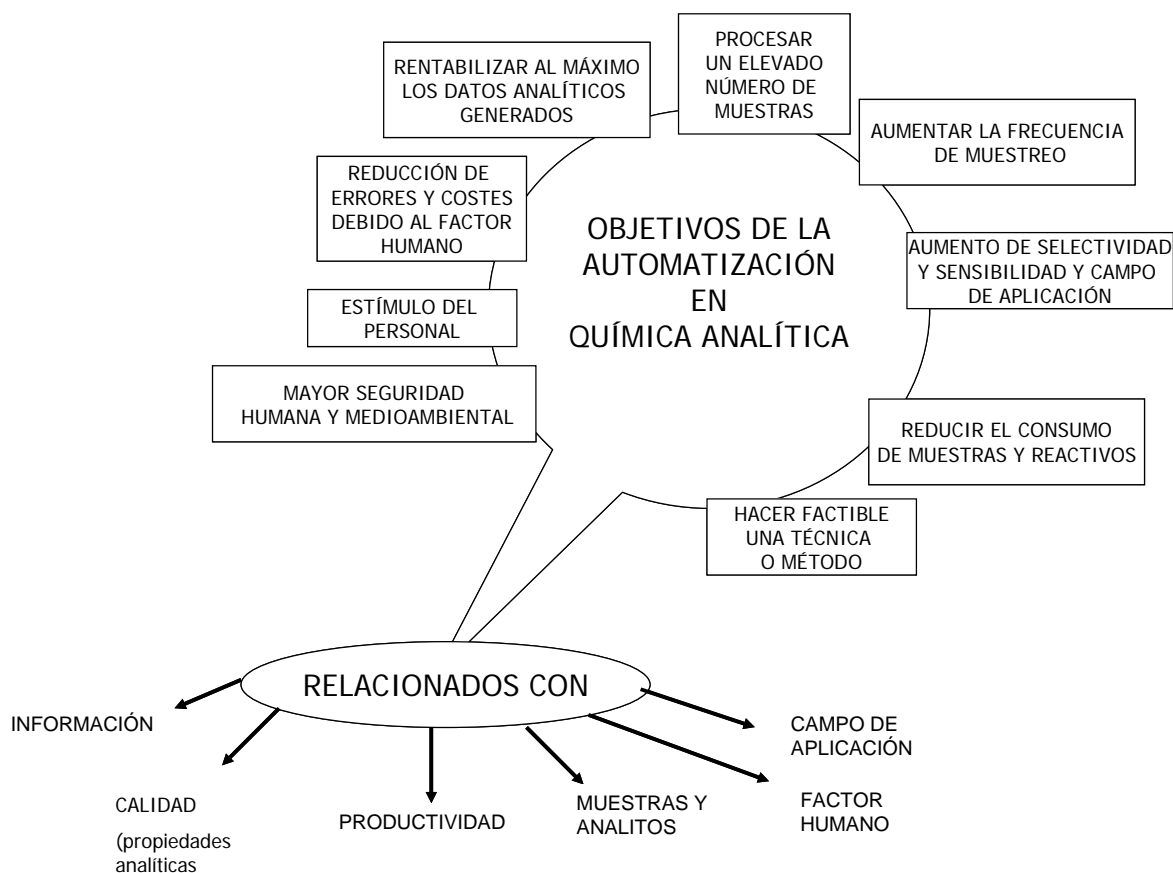 PROCESAR
UN ELEVADO
NÚMERO DE
MUESTRAS
RENTABILIZAR AL MÁXIMO
LOS DATOS ANALÍTICOS
GENERADOS
AUMENTAR LA FRECUENCIA
DE MUESTREO
REDUCCIÓN DE
ERRORES Y COSTES
DEBIDO AL FACTOR
HUMANO
OBJETIVOS DE LA
AUTOMATIZACIÓN
EN
QUÍMICA ANALÍTICA
AUMENTO DE SELECTIVIDAD
Y SENSIBILIDAD Y CAMPO
DE APLICACIÓN
ESTÍMULO DEL
PERSONAL
MAYOR SEGURIDAD
HUMANA Y MEDIOAMBIENTAL
REDUCIR EL CONSUMO
DE MUESTRAS Y REACTIVOS
HACER FACTIBLE
UNA TÉCNICA
O MÉTODO
RELACIONADOS CON
INFORMACIÓN
CALIDAD
(propiedades
analíticas
PRODUCTIVIDAD
MUESTRAS Y
ANALITOS
FACTOR
HUMANO
CAMPO DE
APLICACIÓN